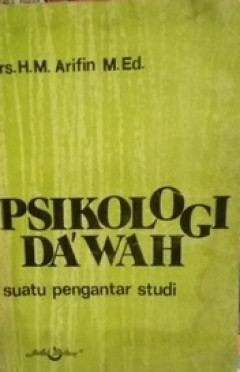 rs. H.M. Arifin M.Ed.
PSIKOLOGI
DA'WAH
suatu pengantar studi